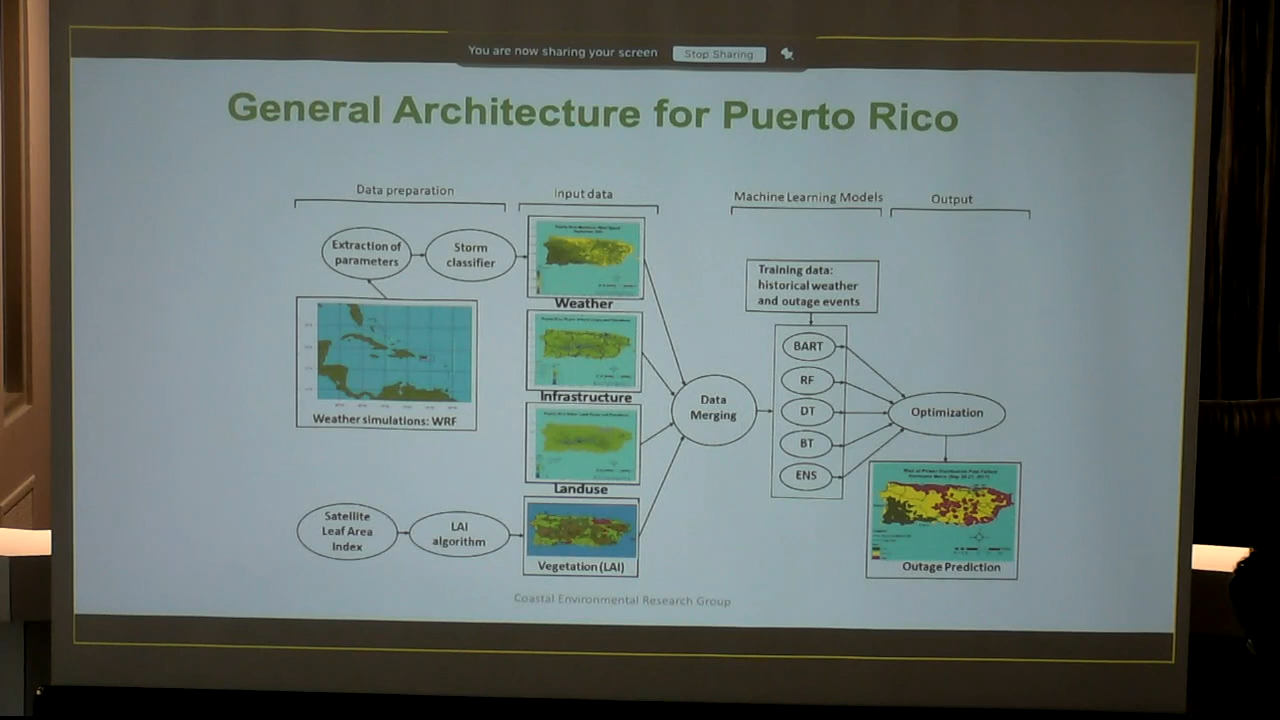 You are now sharing your screen
Stop Sharing
General Architecture for Puerto Rico
Data preparation
Input data
Machine Learning Models
Output
Extraction of
parameters
Storm
classifier
Weather
Training data:
historical weather
and outage events
Weather simulations: WRF
Infrastructure
Landuse
Data
Merging
BART
RF
DT
BT
ENS
Optimization
Satellite
Leaf Area
Index
LAI
algorithm
Vegetation (LAI)
Outage Prediction
Coastal Environmental Research Group